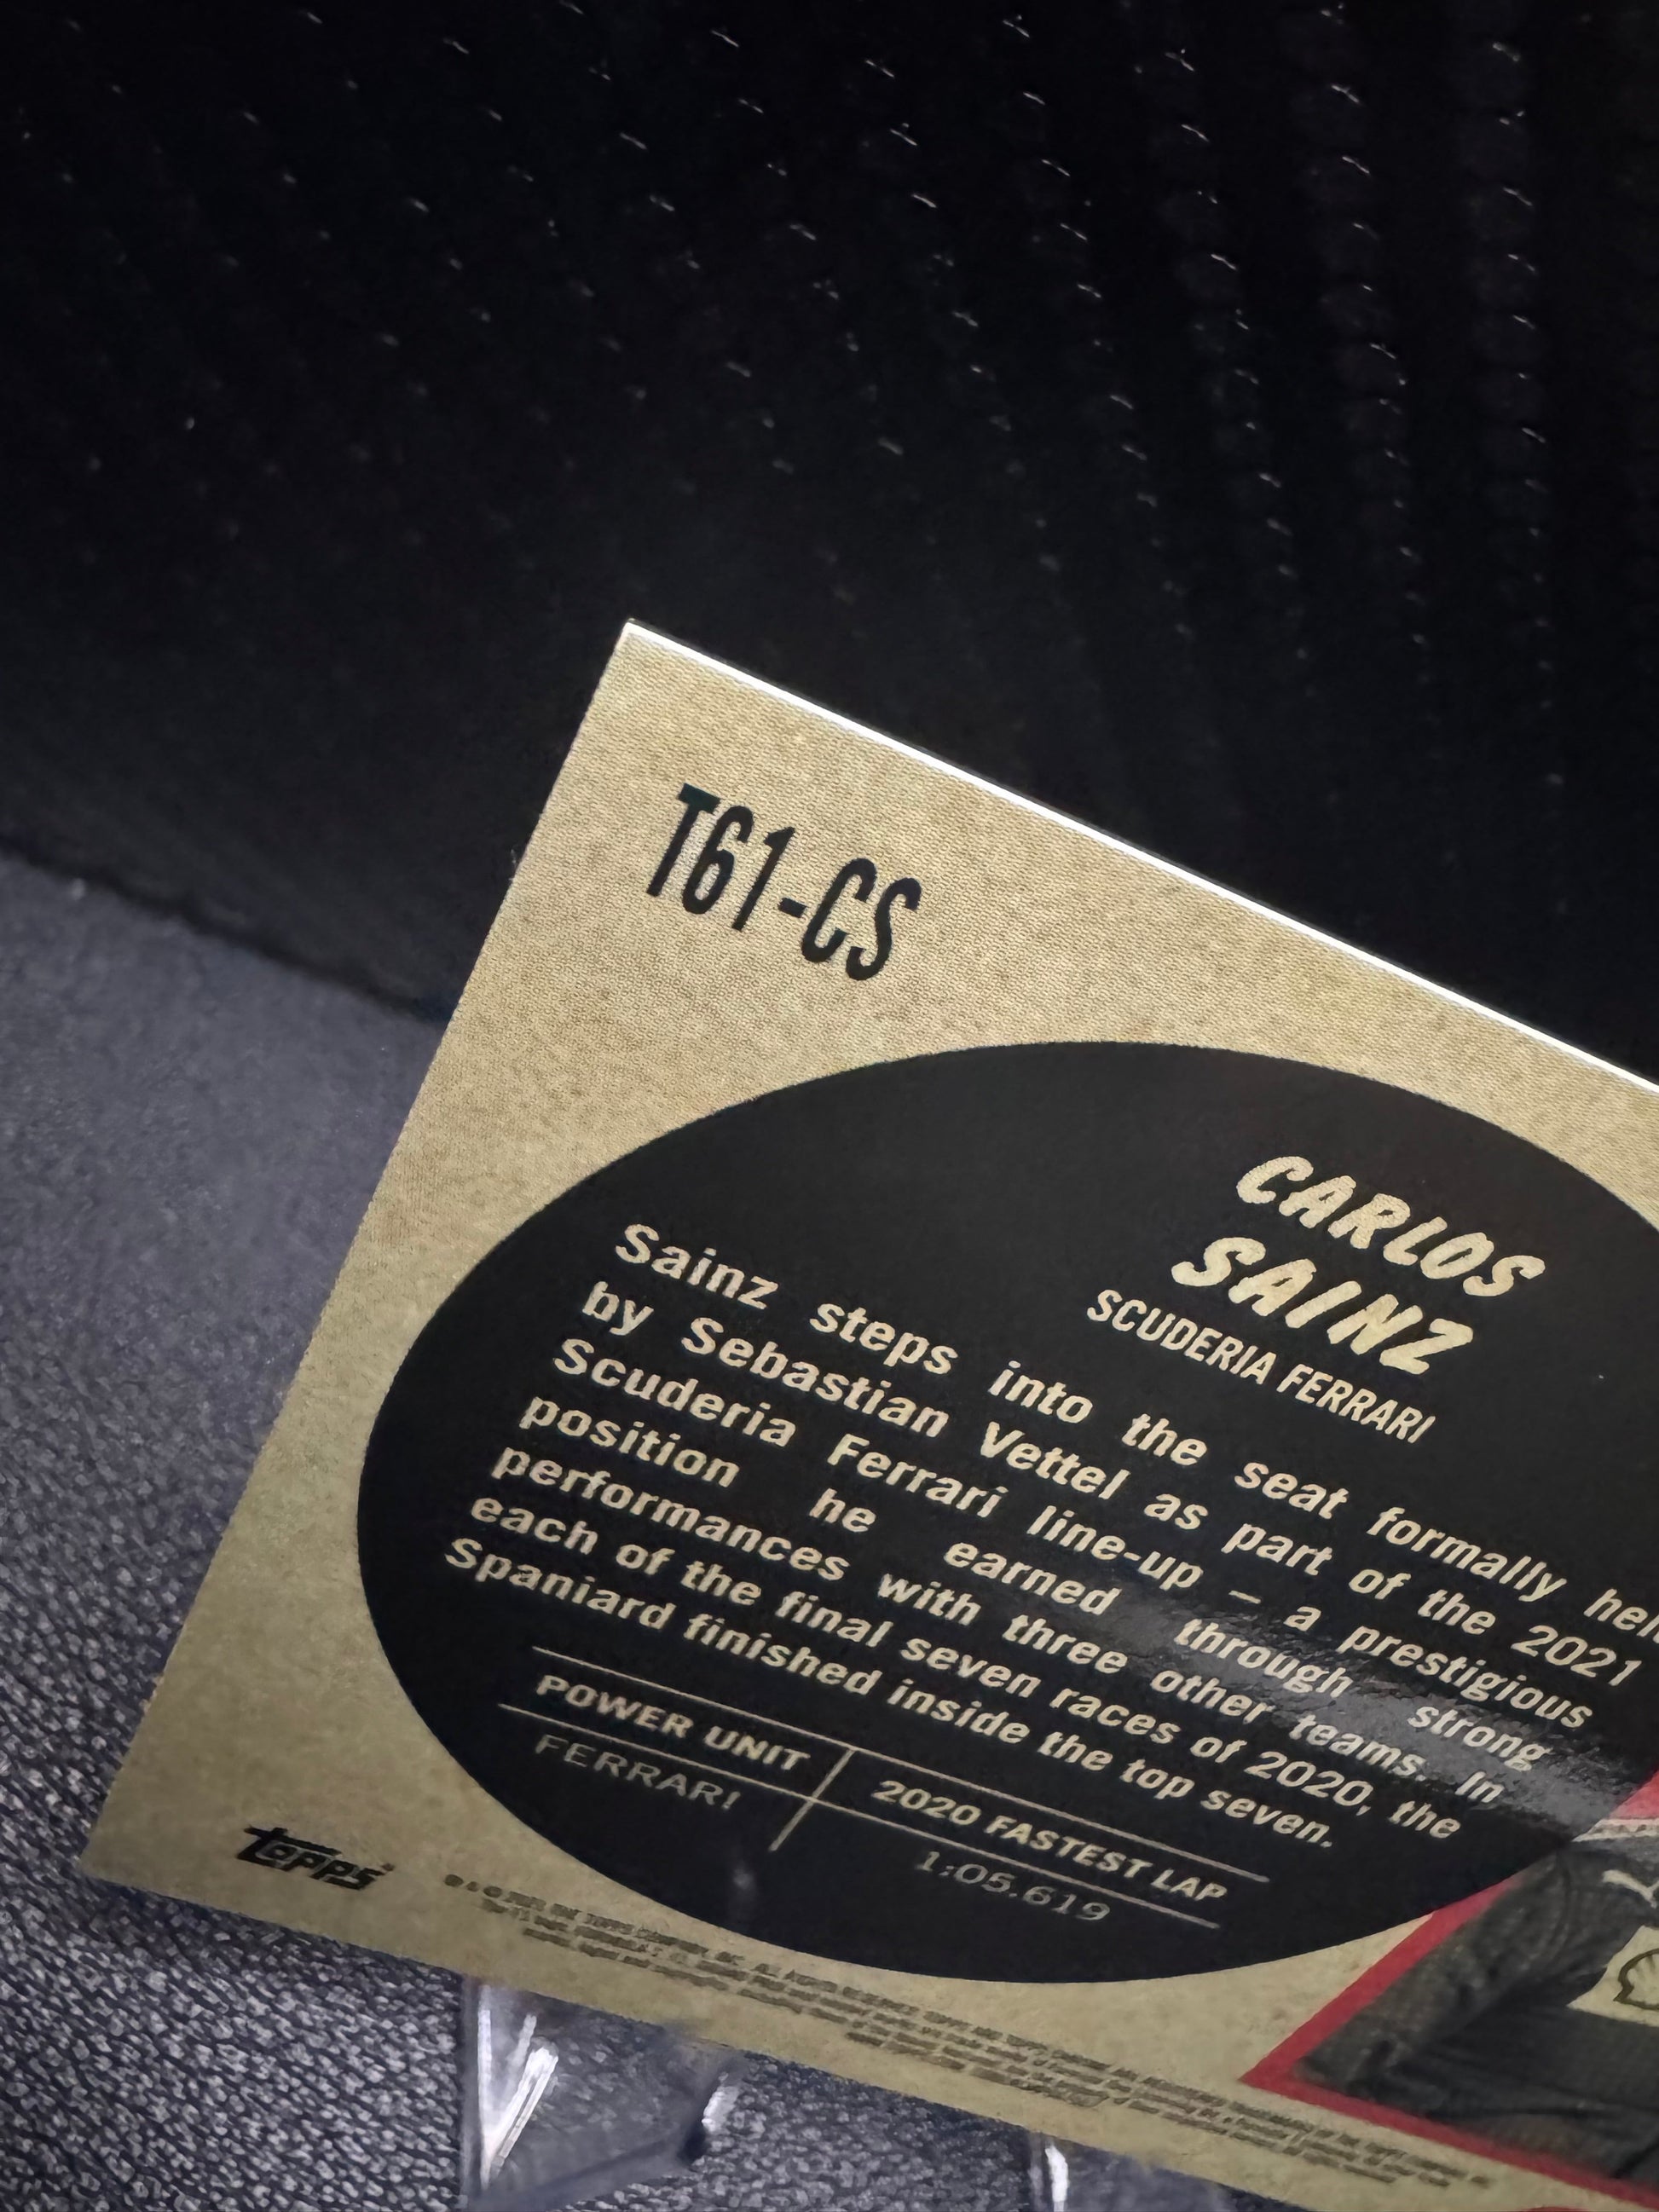 T61-CS
CARLOS
SAINZ
SCUDERIA FERRARI
Sainz steps into the seat formally
by Sebastian Vettel as part of the 2021
Scuderia Ferrari line-up – a prestigious
position he earned through strong
performances with three other teams. In
each of the final seven races of 2020, the
Spaniard finished inside the top seven.
POWER UNIT
2020 FASTEST LAP
FERRARI
1:05.619
topps